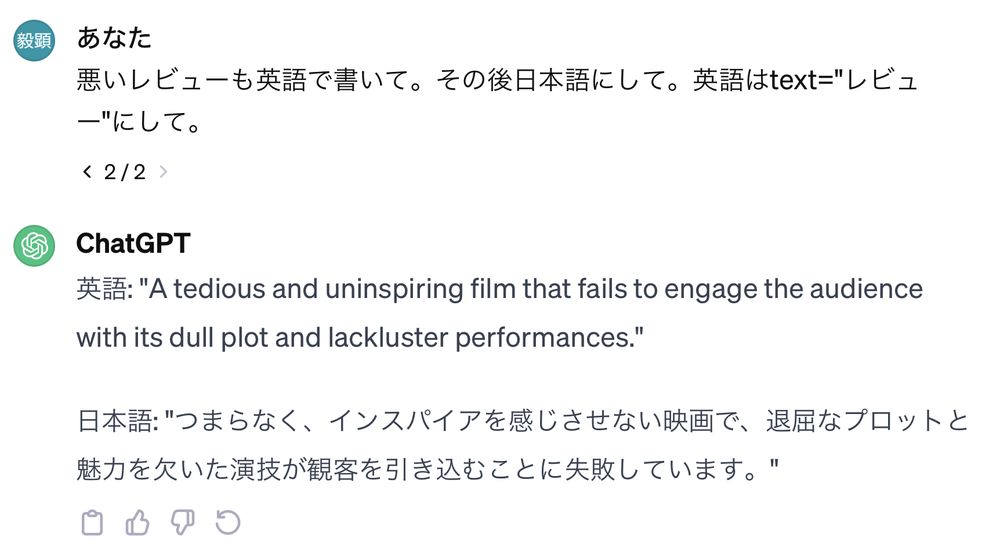 毅顕
あなた
悪いレビューも英語で書いて。その後日本語にして。英語はtext="レビュ
ー"にして。
2 / 2
ChatGPT
英語: "A tedious and uninspiring film that fails to engage the audience
with its dull plot and lackluster performances."
日本語: "つまらなく、インスパイアを感じさせない映画で、退屈なプロットと
魅力を欠いた演技が観客を引き込むことに失敗しています。"